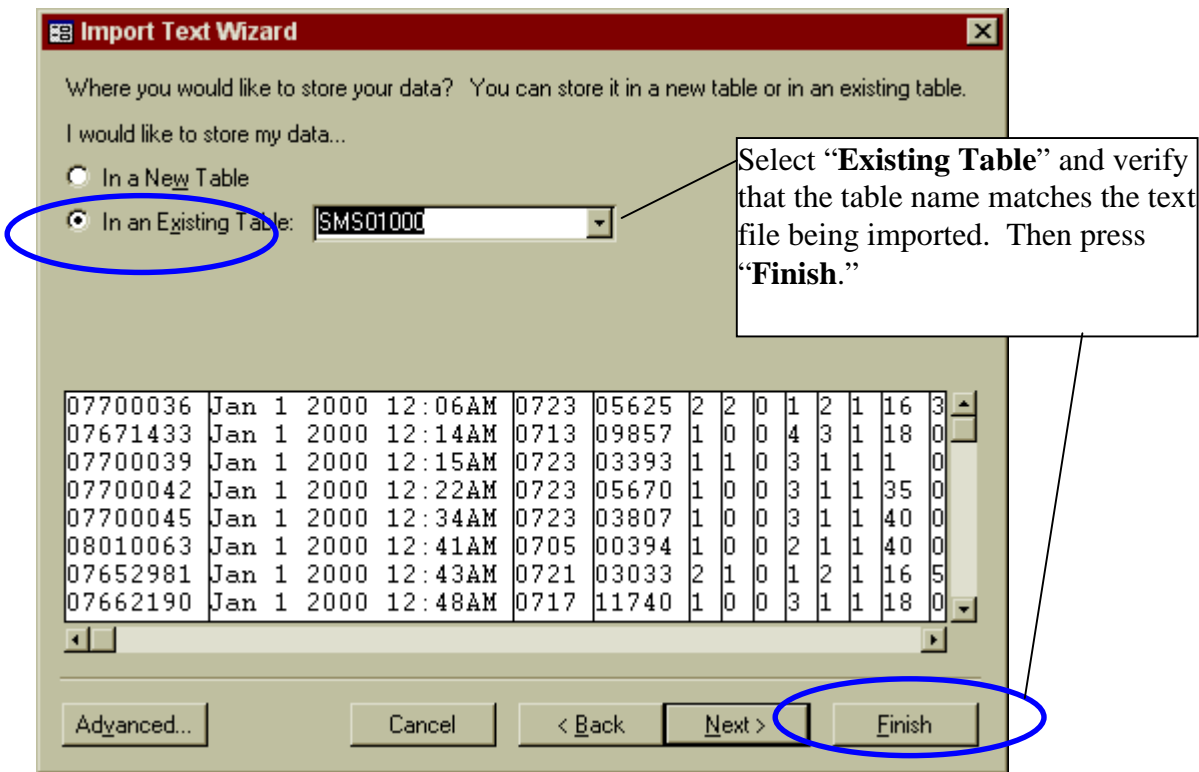 Import Text Wizard
Where you would like to store your data? You can store it in a new table or in an existing table.
I would like to store my data...
In a New Table
In an Existing Table: SMS01000
Select “Existing Table” and verify
that the table name matches the text
file being imported. Then press
“Finish.”
07700036 Jan 1 2000 12:06AM 0723 05625 2 2 0 1 2 1 16 3
07671433 Jan 1 2000 12:14AM 0713 09857 1 0 0 4 3 1 18 0
07700039 Jan 1 2000 12:15AM 0723 03393 1 1 0 3 1 1 1 0
07700042 Jan 1 2000 12:22AM 0723 05670 1 0 0 3 1 1 35 0
07700045 Jan 1 2000 12:34AM 0723 03807 1 0 0 3 1 1 40 0
08010063 Jan 1 2000 12:41AM 0705 00394 1 0 0 2 1 1 40 0
07652981 Jan 1 2000 12:43AM 0721 03033 2 1 0 1 2 1 16 5
07662190 Jan 1 2000 12:48AM 0717 11740 1 0 0 3 1 1 18 0
Advanced... Cancel < Back Next > Finish